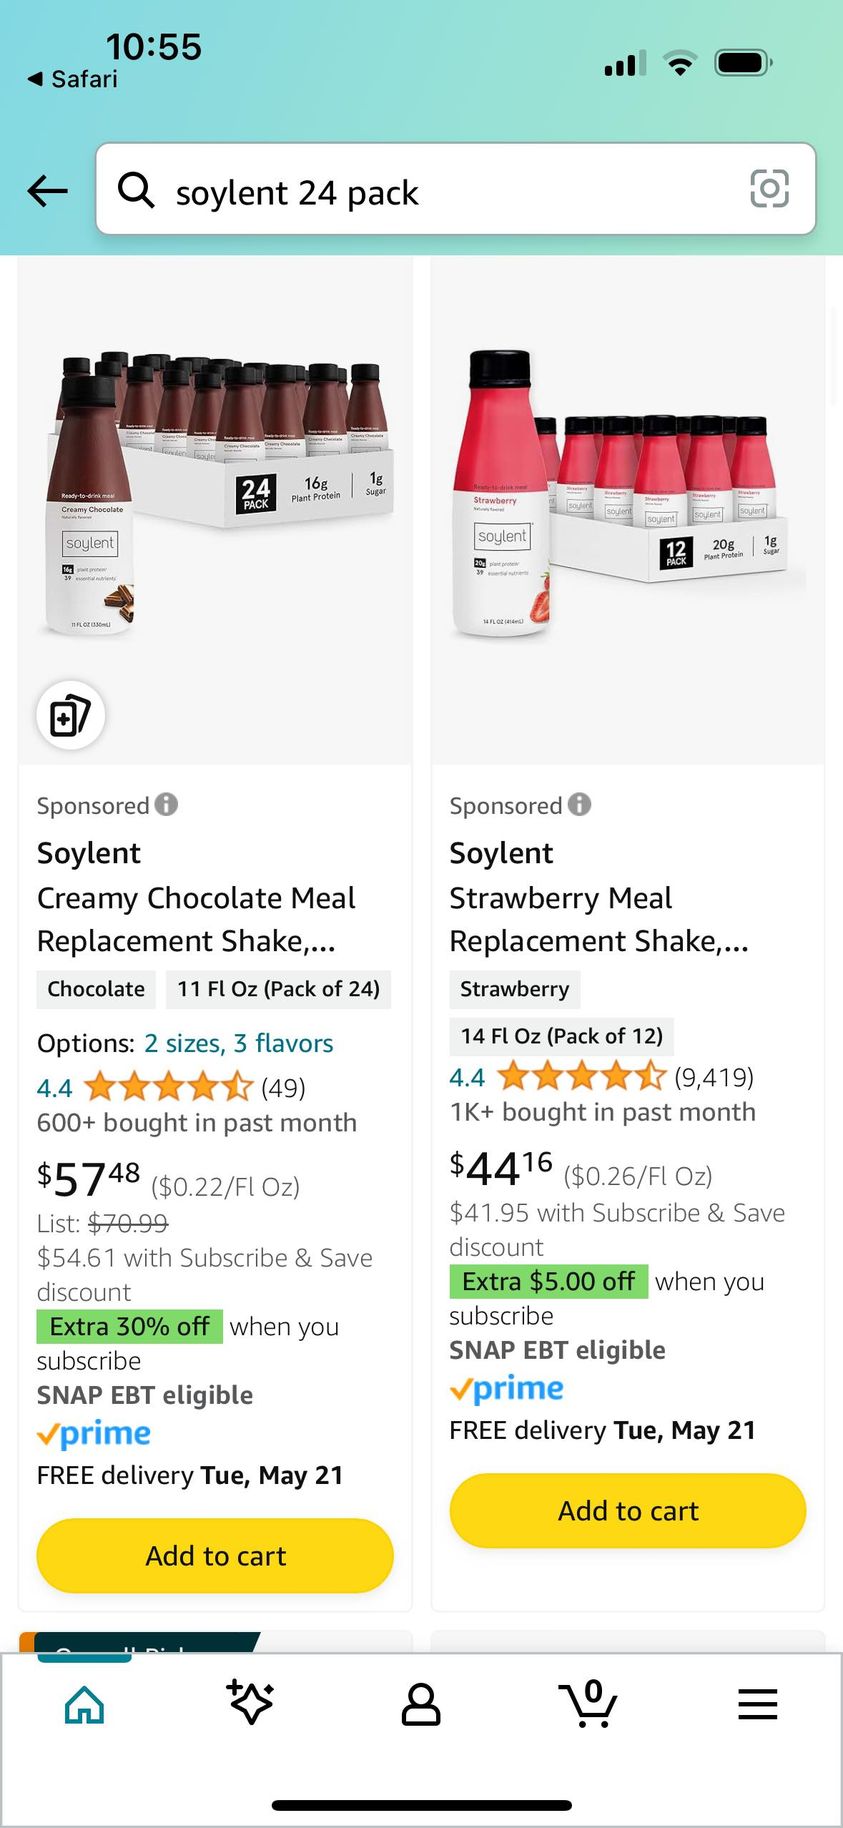 10:55
Safari
soylent 24 pack
24
PACK
16g
Plant Protein
1g
Sugar
Ready-to-drink meal
Creamy Chocolate
Naturally flavored
soylent
16g plant protein
39 essential nutrients
11 FL OZ (330mL)
12
PACK
20g
Plant Protein
1g
Sugar
Ready-to-drink meal
Strawberry
Naturally flavored
soylent
20g plant protein
39 essential nutrients
14 FL OZ (414mL)
Sponsored
Soylent
Creamy Chocolate Meal
Replacement Shake,...
Chocolate
11 Fl Oz (Pack of 24)
Options: 2 sizes, 3 flavors
4.4 (49)
600+ bought in past month
$5748 ($0.22/Fl Oz)
List: $70.99
$54.61 with Subscribe & Save
discount
Extra 30% off when you
subscribe
SNAP EBT eligible
prime
FREE delivery Tue, May 21
Add to cart
Sponsored
Soylent
Strawberry Meal
Replacement Shake,...
Strawberry
14 Fl Oz (Pack of 12)
4.4 (9,419)
1K+ bought in past month
$4416 ($0.26/Fl Oz)
$41.95 with Subscribe & Save
discount
Extra $5.00 off when you
subscribe
SNAP EBT eligible
prime
FREE delivery Tue, May 21
Add to cart
0